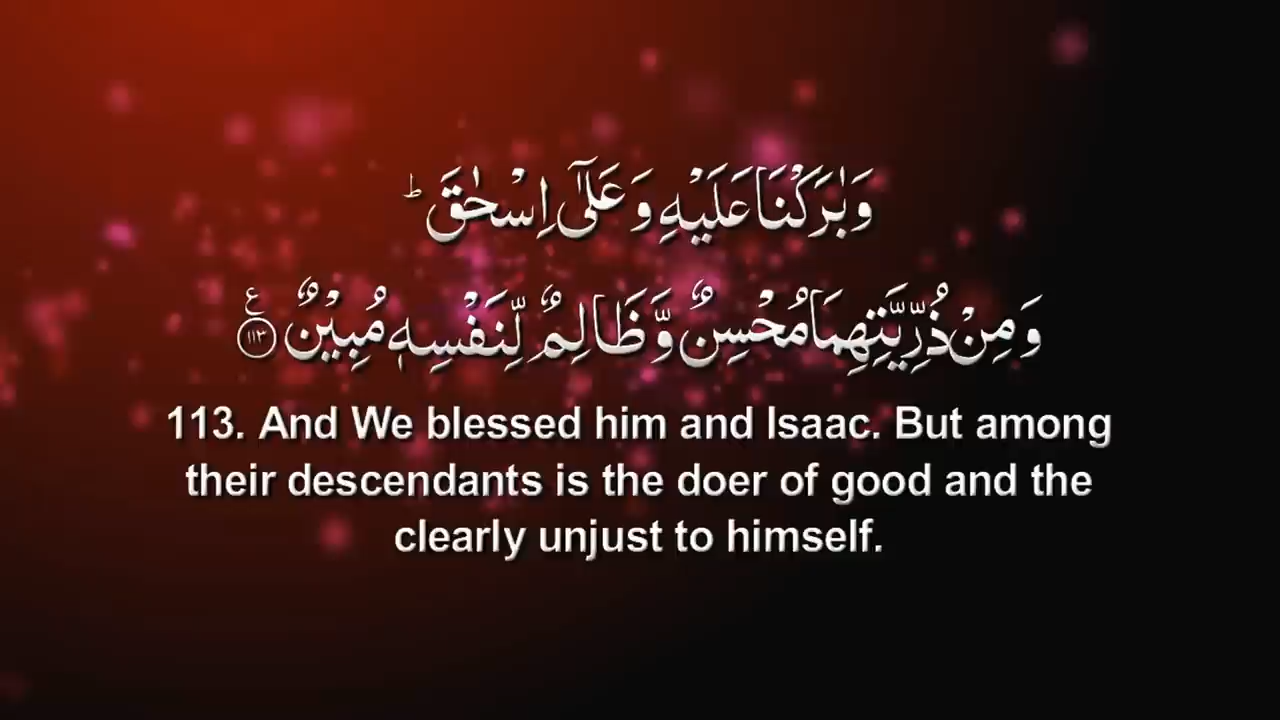 وَبٰرَكْنَا عَلَيْهِ وَعَلٰۤى اِسْحٰقَ ؕ
وَمِنْ ذُرِّيَّتِهِمَا مُحْسِنٌ وَّظَالِمٌ لِّنَفْسِهٖ مُبِيْنٌ ۧ ﴿۱۱۳﴾
113. And We blessed him and Isaac. But among
their descendants is the doer of good and the
clearly unjust to himself.